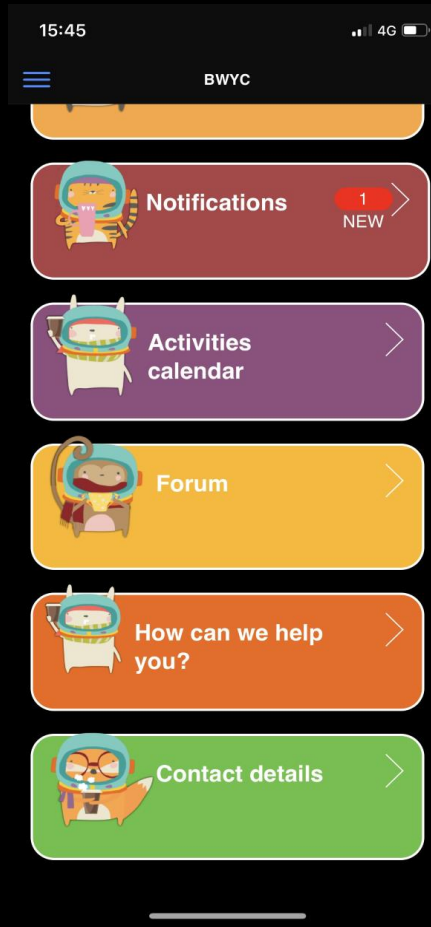 15:45
4G
BWYC
Notifications
1
NEW
Activities
calendar
Forum
How can we help
you?
Contact details